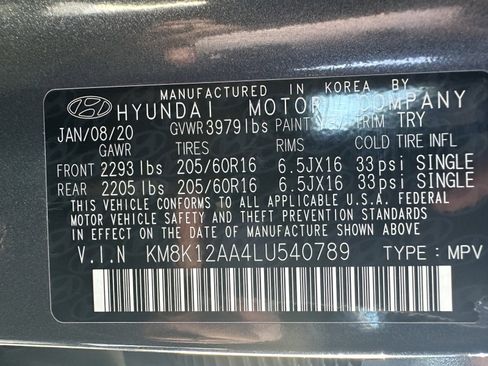 MANUFACTURED IN KOREA BY
HYUNDAI MOTOR COMPANY
JAN/08/20 GVWR 3979lbs PAINT TRIM TRY
GAWR TIRES RIMS COLD TIRE INFL
FRONT 2293 lbs 205/60R16 6.5JX16 33psi SINGLE
REAR 2205 lbs 205/60R16 6.5JX16 33psi SINGLE
THIS VEHICLE CONFORMS TO ALL APPLICABLE U.S.A. FEDERAL
MOTOR VEHICLE SAFETY AND THEFT PREVENTION STANDARDS
IN EFFECT ON THE DATE OF MANUFACTURE SHOWN ABOVE.
V.I.N KM8K12AA4LU540789 TYPE : MPV